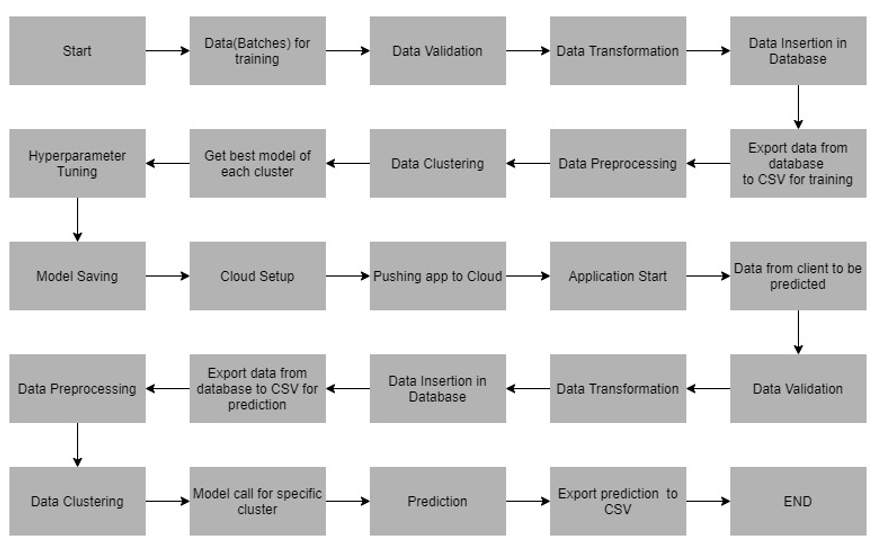 Start
Data(Batches) for
training
Data Validation
Data Transformation
Data Insertion in
Database
Hyperparameter
Tuning
Get best model of
each cluster
Data Clustering
Data Preprocessing
Export data from
database
to CSV for training
Model Saving
Cloud Setup
Pushing app to Cloud
Application Start
Data from client to be
predicted
Data Preprocessing
Export data from
database to CSV for
prediction
Data Insertion in
Database
Data Transformation
Data Validation
Data Clustering
Model call for specific
cluster
Prediction
Export prediction  to
CSV
END